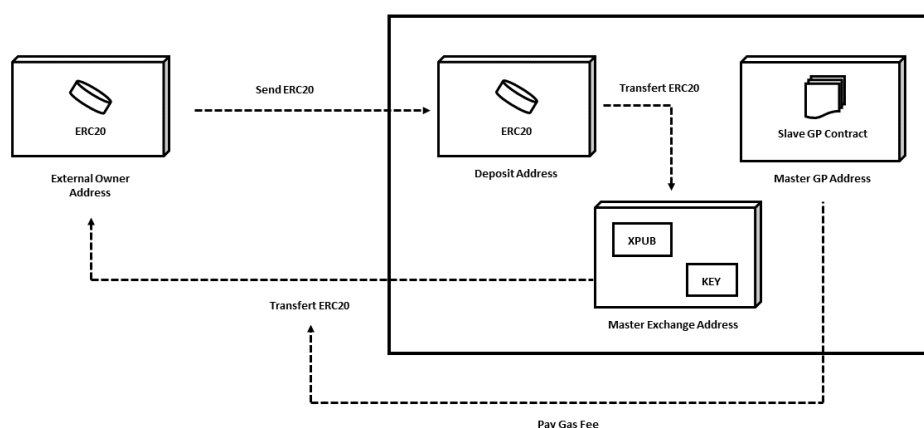 Send ERC20
ERC20
External Owner
Address
ERC20
Deposit Address
Transfert ERC20
Slave GP Contract
Master GP Address
XPUB
KEY
Master Exchange Address
Transfert ERC20
Pay Gas Fee